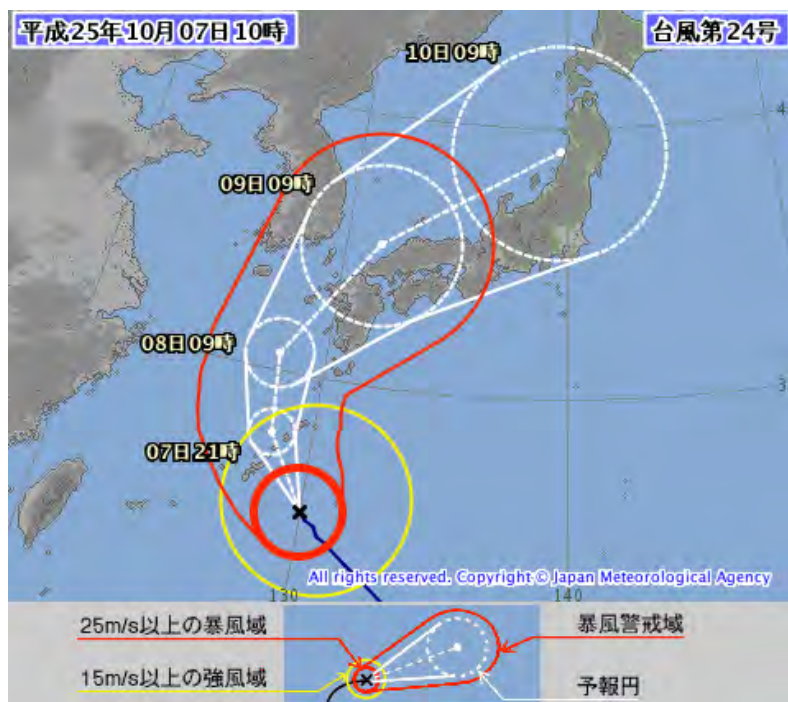 平成25年10月07日10時
台風第24号
10日09時
4
09日09時
08日09時
3
07日21時
All rights reserved. Copyright © Japan Meteorological Agency
130
140
25m/s以上の暴風域
暴風警戒域
15m/s以上の強風域
予報円